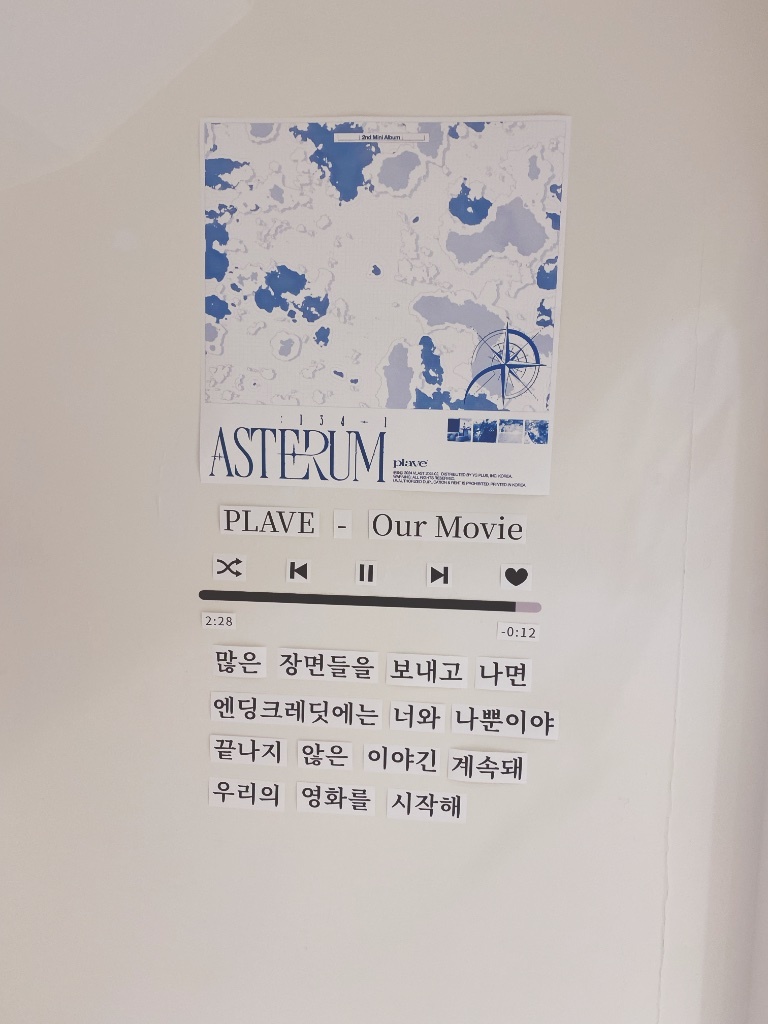 2nd Mini Album
: 134 - 1
ASTERUM
plave
PLAVE - Our Movie
2:28
-0:12
많은 장면들을 보내고 나면
엔딩크레딧에는 너와 나뿐이야
끝나지 않은 이야긴 계속돼
우리의 영화를 시작해